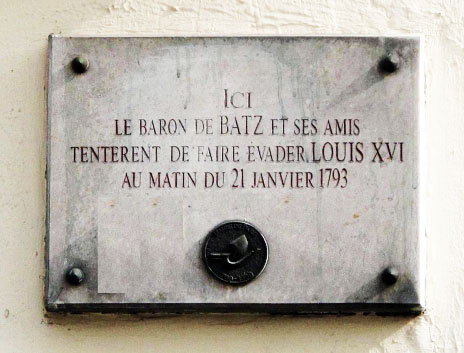 ICI
LE BARON DE BATZ ET SES AMIS
TENTERENT DE FAIRE ÉVADER LOUIS XVI
AU MATIN DU 21 JANVIER 1793